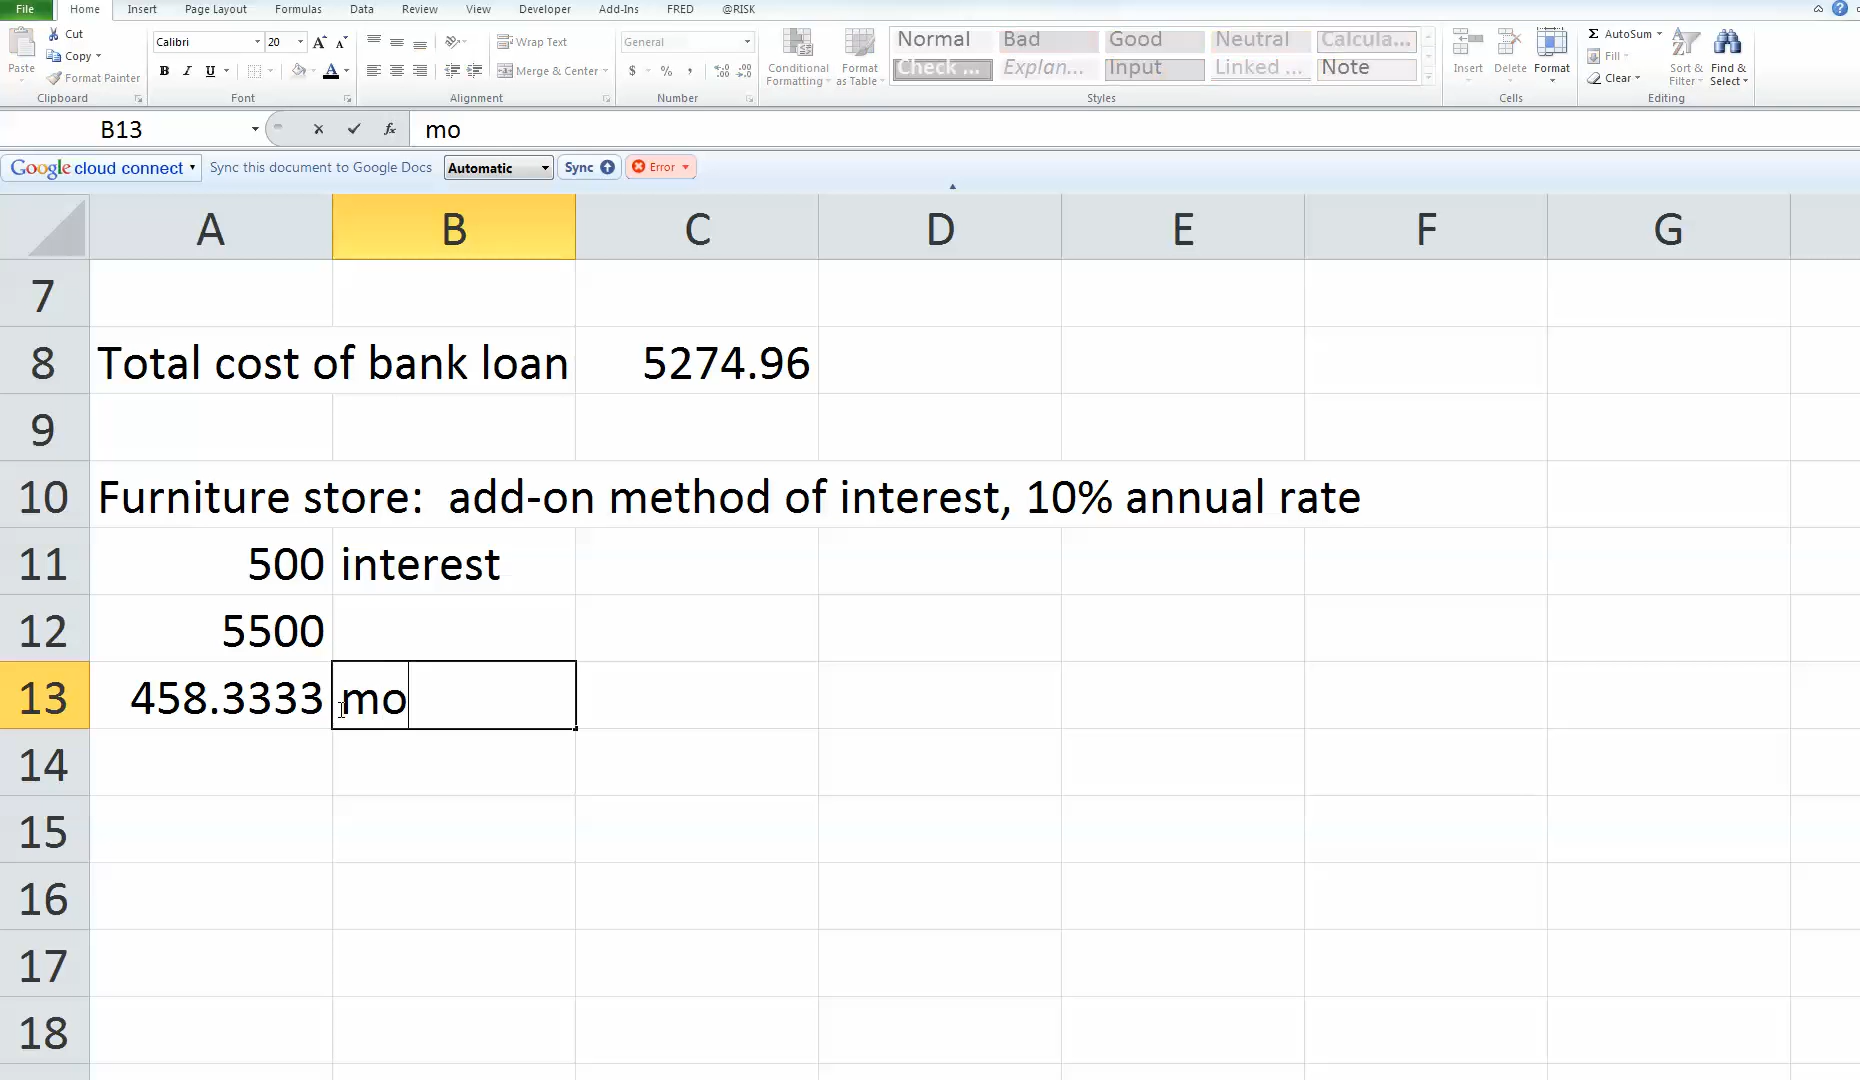 File Home Insert Page Layout Formulas Data Review View Developer Add-Ins FRED @RISK
Paste Cut Copy Format Painter Clipboard
Calibri 20 A A B I U A Font
Wrap Text Merge & Center Alignment
General $ % , Number
Conditional Formatting Format as Table
Normal Bad Good Neutral Calcula...
Check ... Explan... Input Linked ... Note
Styles
Insert Delete Format Cells
Σ AutoSum Fill Clear Sort & Filter Find & Select Editing
B13 fx mo
Google cloud connect Sync this document to Google Docs Automatic Sync Error
A B C D E F G
7
8 Total cost of bank loan 5274.96
9
10 Furniture store: add-on method of interest, 10% annual rate
11 500 interest
12 5500
13 458.3333 mo
14
15
16
17
18